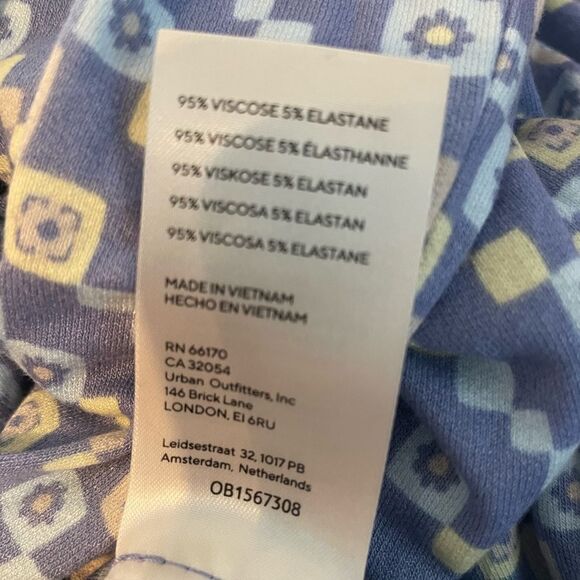 95% VISCOSE 5% ELASTANE
95% VISCOSE 5% ÉLASTHANNE
95% VISKOSE 5% ELASTAN
95% VISCOSA 5% ELASTAN
95% VISCOSA 5% ELASTANE
MADE IN VIETNAM
HECHO EN VIETNAM
RN 66170
CA 32054
Urban Outfitters, Inc
146 Brick Lane
LONDON, E1 6RU
Leidsestraat 32, 1017 PB
Amsterdam, Netherlands
OB1567308